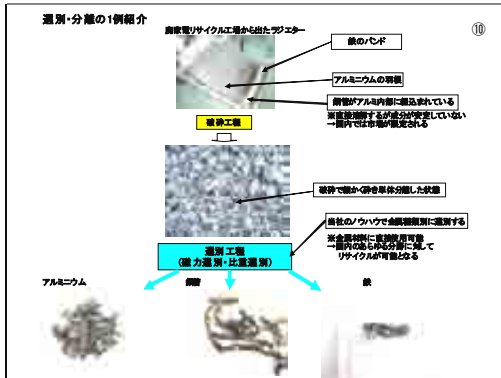 選別・分離の1例紹介
⑩
廃家電リサイクル工場から出たラジエター
鉄のバンド
アルミニウムの羽根
銅管がアルミ内部に組込まれている
※直接溶解するが成分が安定していない
→国内では市場が限定される
破砕工程
破砕で細かく砕き単体分離した状態
当社のノウハウで金属種類別に選別する
※金属材料に直接使用可能
→国内のあらゆる分野に対して
リサイクルが可能となる
選別工程
(磁力選別・比重選別)
アルミニウム
鉄